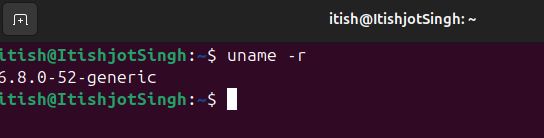 itish@ItishjotSingh: ~
itish@ItishjotSingh:~$ uname -r
6.8.0-52-generic
itish@ItishjotSingh:~$